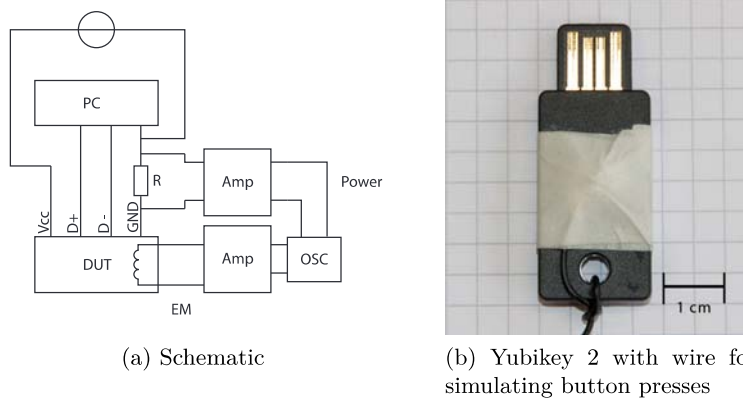 PC
R
Amp
Power
Vcc
D+
D -
GND
DUT
Amp
OSC
EM
1 cm
(a) Schematic
(b) Yubikey 2 with wire fo
simulating button presses